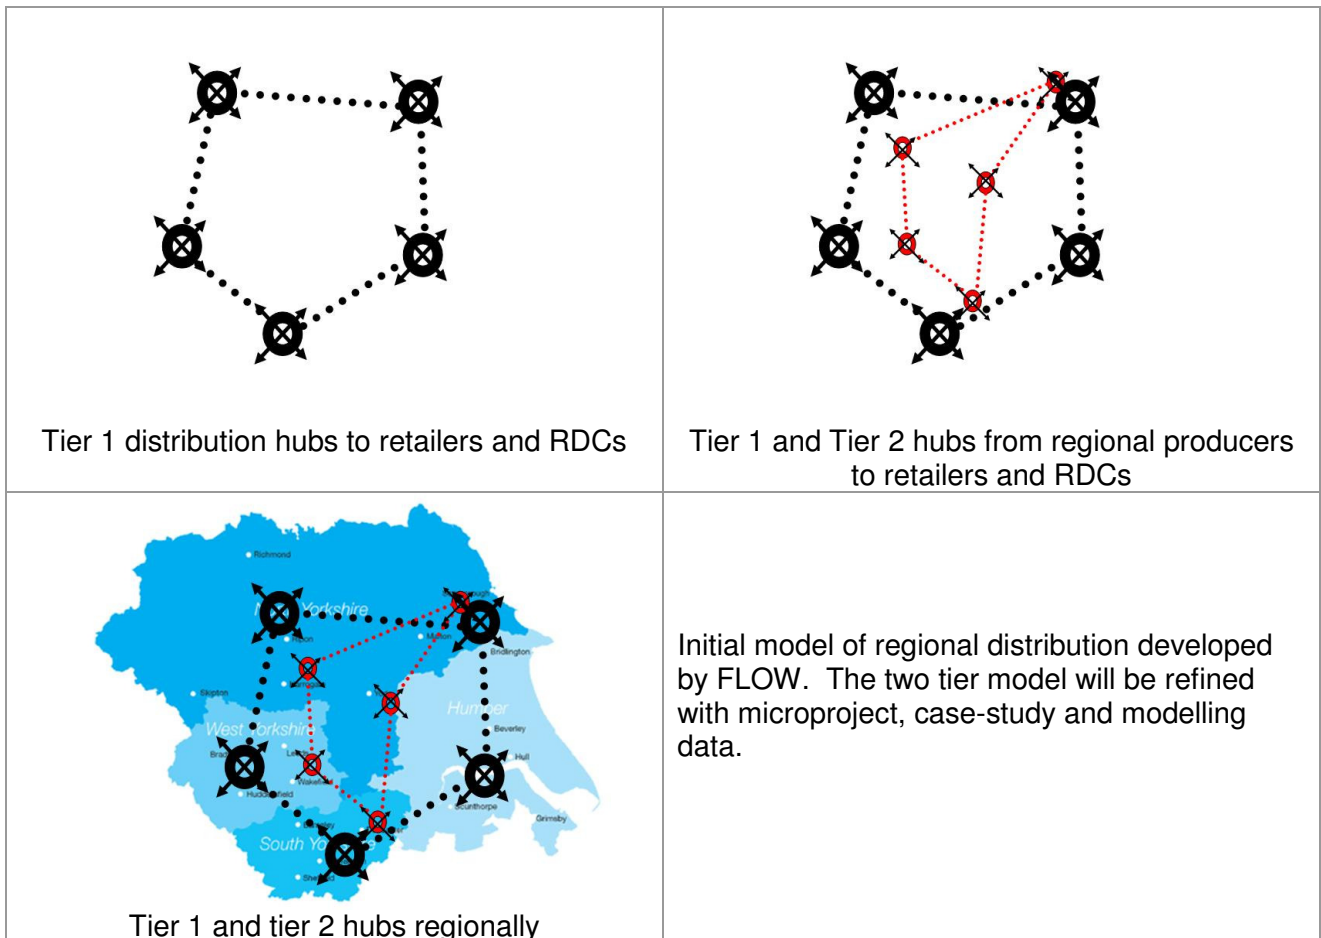 Tier 1 distribution hubs to retailers and RDCs
Tier 1 and Tier 2 hubs from regional producers
to retailers and RDCs
Richmond
Yorkshire
Bridlington
Skipton
Humber
West Yorkshire
Beverley
Hull
Wakefield
Scunthorpe
Grimsby
South
Tier 1 and tier 2 hubs regionally
Initial model of regional distribution developed
by FLOW.  The two tier model will be refined
with microproject, case-study and modelling
data.